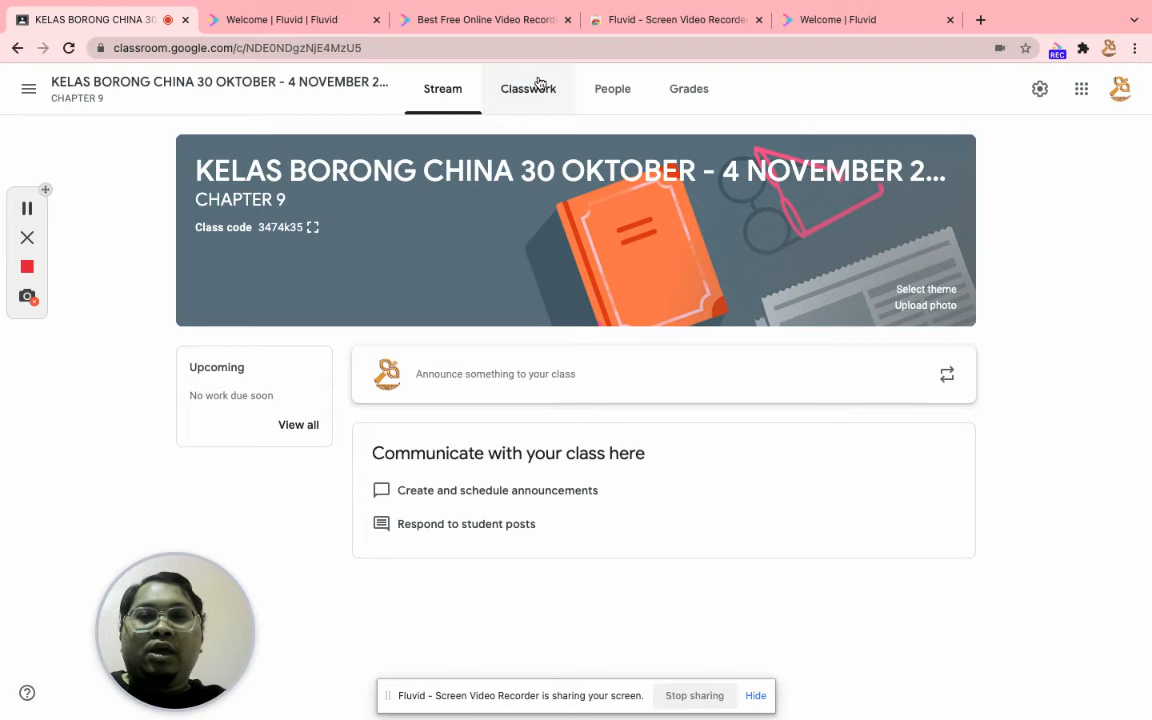 KELAS BORONG CHINA 30
Welcome | Fluvid | Fluvid
Best Free Online Video Recordi
Fluvid - Screen Video Recorder
Welcome | Fluvid
classroom.google.com/c/NDE0NDgzNjE4MzU5
REC
KELAS BORONG CHINA 30 OKTOBER - 4 NOVEMBER 2...
CHAPTER 9
Stream
Classwork
People
Grades
KELAS BORONG CHINA 30 OKTOBER - 4 NOVEMBER 2...
CHAPTER 9
Class code 3474k35
Select theme
Upload photo
Upcoming
No work due soon
View all
Announce something to your class
Communicate with your class here
Create and schedule announcements
Respond to student posts
Fluvid - Screen Video Recorder is sharing your screen.
Stop sharing
Hide